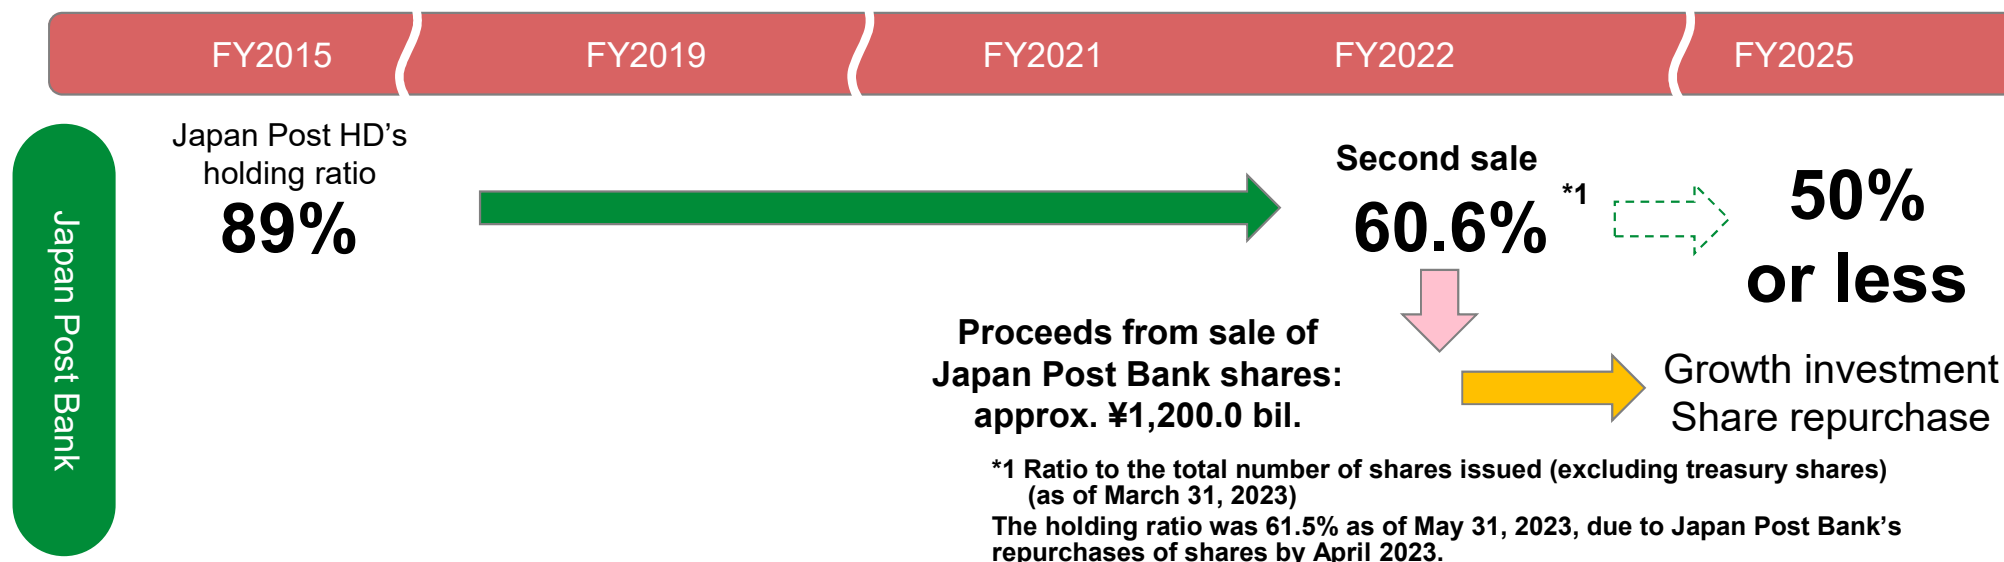 FY2015
FY2019
FY2021
FY2022
FY2025
Japan Post Bank
Japan Post HD’s
holding ratio
89%
Second sale
60.6% *1
50%
or less
Proceeds from sale of
Japan Post Bank shares:
approx. ¥1,200.0 bil.
Growth investment
Share repurchase
*1 Ratio to the total number of shares issued (excluding treasury shares)
(as of March 31, 2023)
The holding ratio was 61.5% as of May 31, 2023, due to Japan Post Bank’s
repurchases of shares by April 2023.